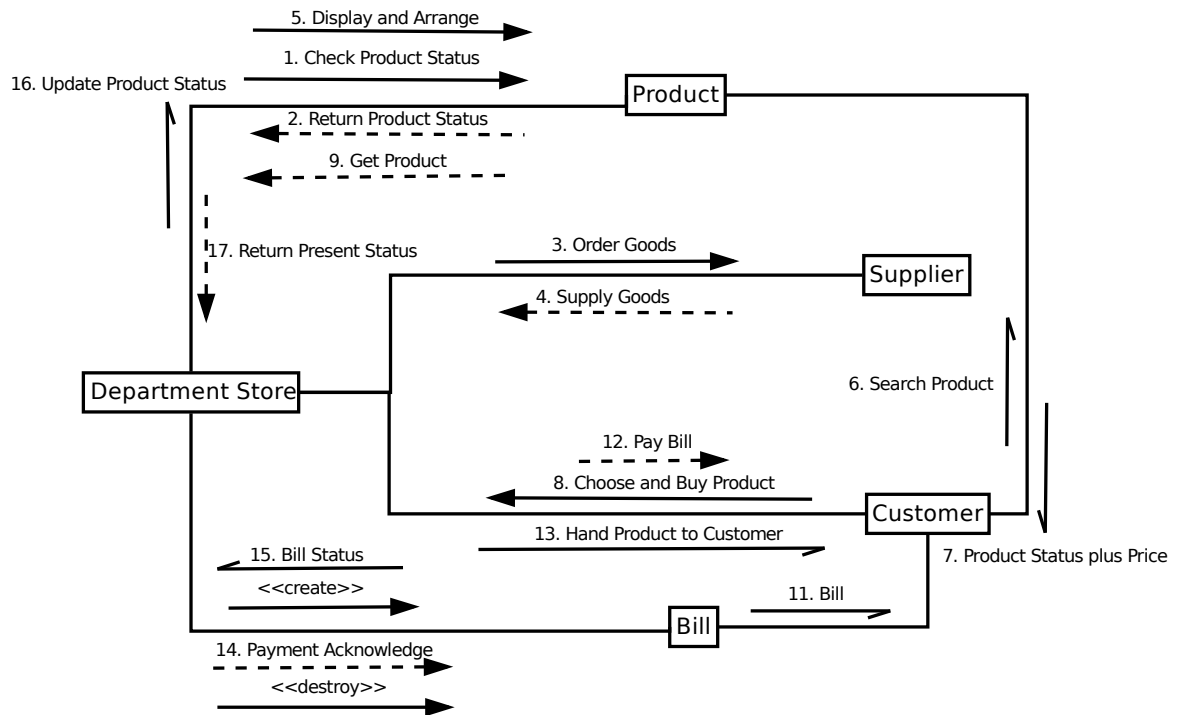 5. Display and Arrange
1. Check Product Status
16. Update Product Status
Product
2. Return Product Status
9. Get Product
17. Return Present Status
3. Order Goods
Supplier
4. Supply Goods
Department Store
6. Search Product
12. Pay Bill
8. Choose and Buy Product
Customer
13. Hand Product to Customer
15. Bill Status
7. Product Status plus Price
<<create>>
11. Bill
Bill
14. Payment Acknowledge
<<destroy>>